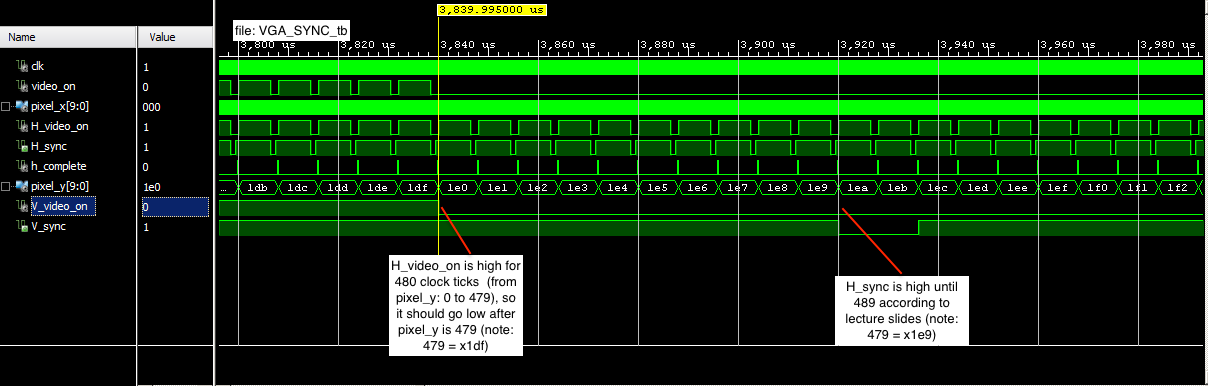 3,839.995000 us
file: VGA_SYNC_tb
Name Value
3,800 us 3,820 us 3,840 us 3,860 us 3,880 us 3,900 us 3,920 us 3,940 us 3,960 us 3,980 us
clk 1
video_on 0
pixel_x[9:0] 000
H_video_on 1
H_sync 1
h_complete 0
pixel_y[9:0] 1e0 ... 1db 1dc 1dd 1de 1df 1e0 1e1 1e2 1e3 1e4 1e5 1e6 1e7 1e8 1e9 1ea 1eb 1ec 1ed 1ee 1ef 1f0 1f1 1f2
V_video_on 0
V_sync 1
H_video_on is high for
480 clock ticks (from
pixel_y: 0 to 479), so
it should go low after
pixel_y is 479 (note:
479 = x1df)
H_sync is high until
489 according to
lecture slides (note:
479 = x1e9)